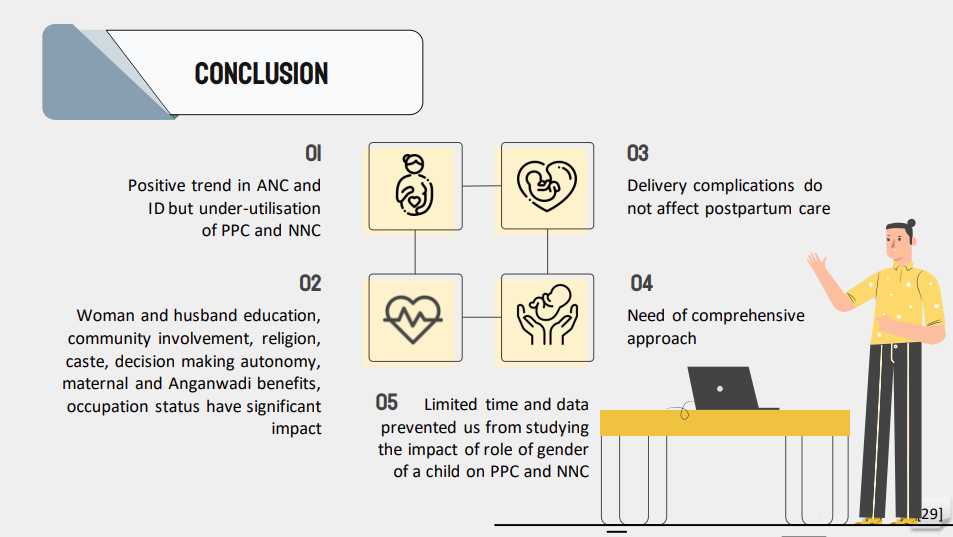 CONCLUSION
01
Positive trend in ANC and
ID but under-utilisation
of PPC and NNC
02
Woman and husband education,
community involvement, religion,
caste, decision making autonomy,
maternal and Anganwadi benefits,
occupation status have significant
impact
03
Delivery complications do
not affect postpartum care
04
Need of comprehensive
approach
05 Limited time and data
prevented us from studying
the impact of role of gender
of a child on PPC and NNC
[29]